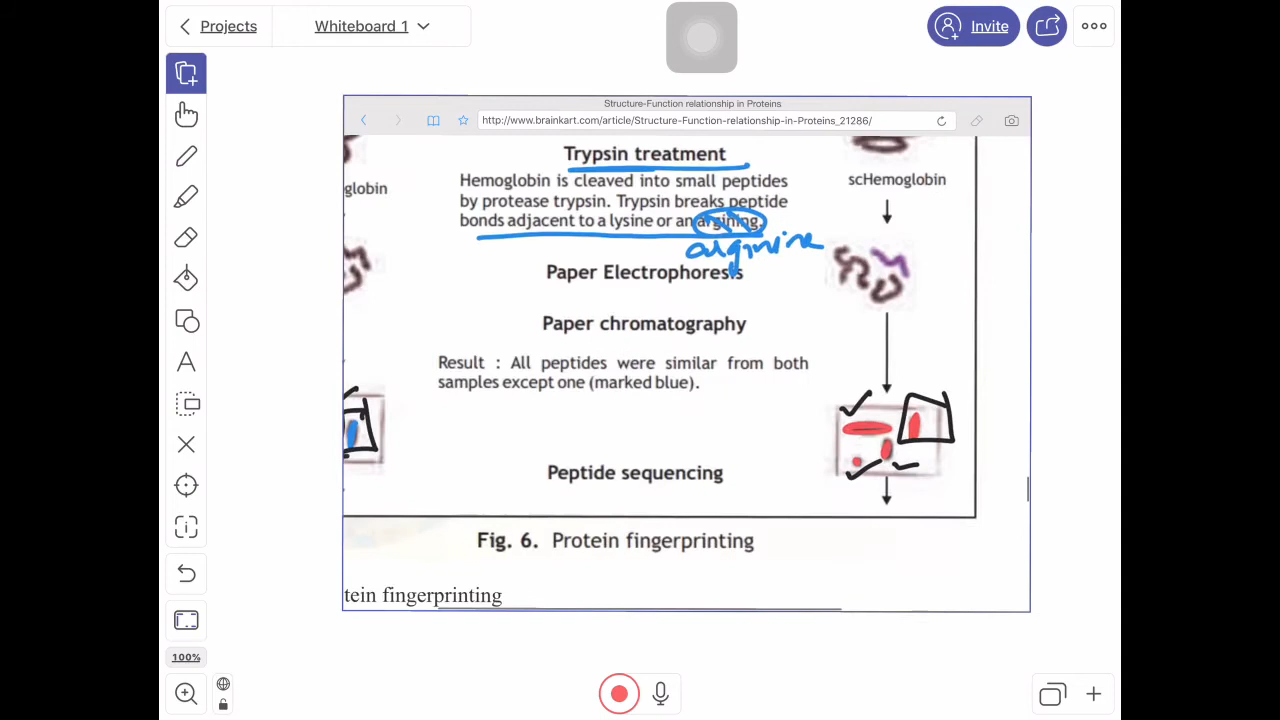 Projects
Whiteboard 1
Invite
Structure-Function relationship in Proteins
http://www.brainkart.com/article/Structure-Function-relationship-in-Proteins_21286/
Trypsin treatment
globin
Hemoglobin is cleaved into small peptides
by protease trypsin. Trypsin breaks peptide
bonds adjacent to a lysine or an argining.
arginine
scHemoglobin
Paper Electrophoresis
Paper chromatography
Result : All peptides were similar from both
samples except one (marked blue).
Peptide sequencing
Fig. 6. Protein fingerprinting
tein fingerprinting
100%